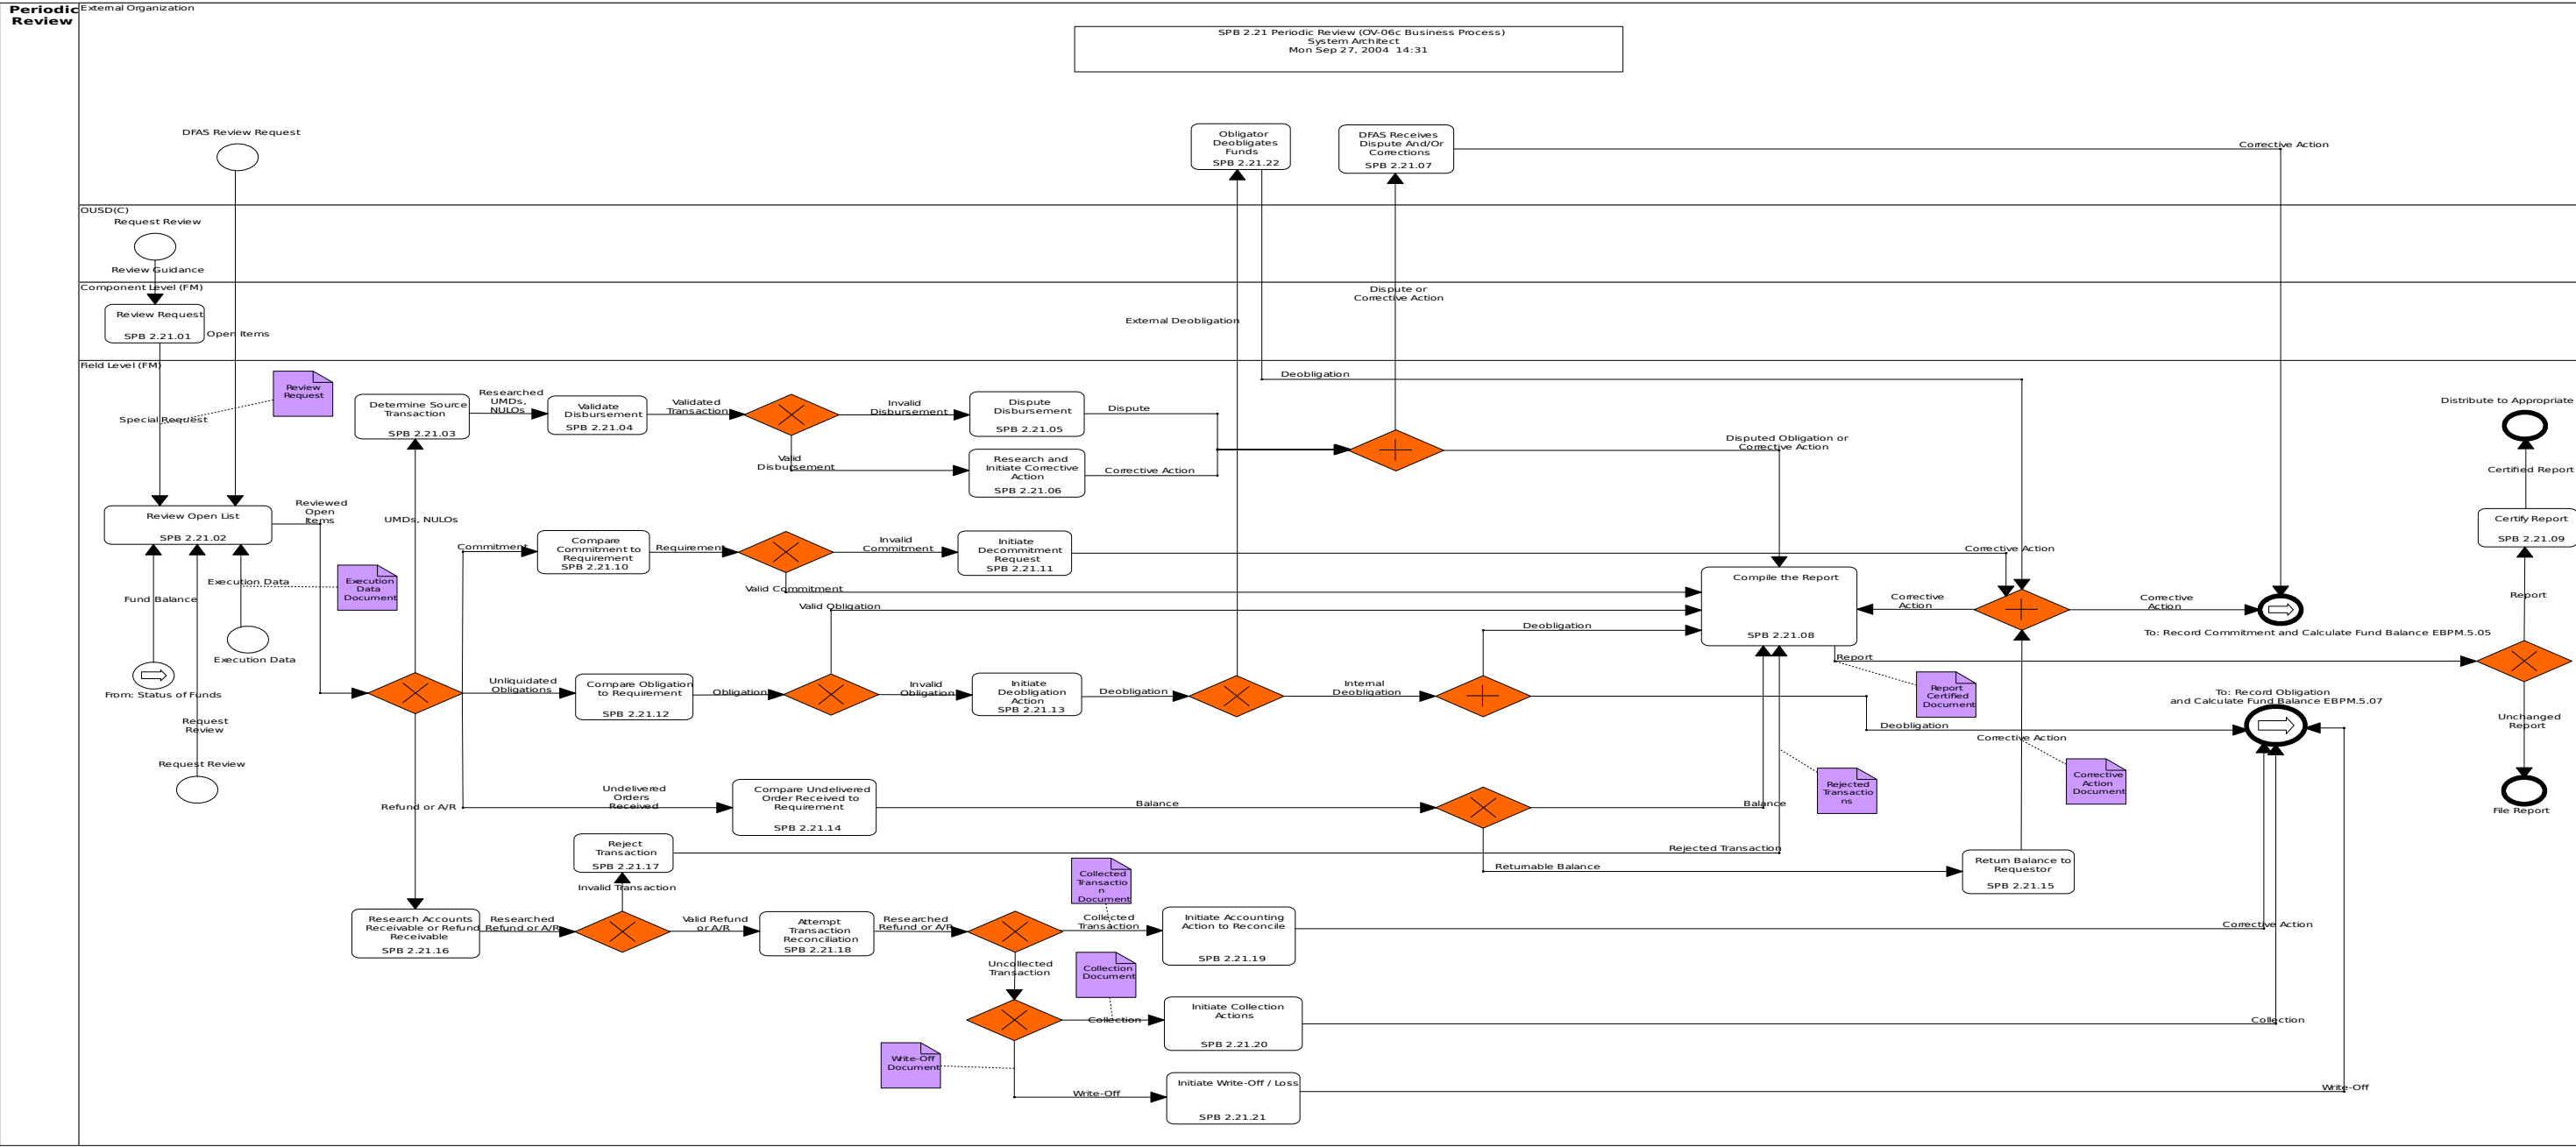 Periodic
Review
External Organization
SPB 2.21 Periodic Review (OV-06c Business Process)
System Architect
Mon Sep 27, 2004 14:31
DFAS Review Request
Obligator
Deobligates
Funds
SPB 2.21.22
DFAS Receives
Dispute And/Or
Corrections
SPB 2.21.07
Corrective Action
OUSD(C)
Request Review
Review Guidance
Component Level (FM)
Review Request
SPB 2.21.01
Open Items
Dispute or
Corrective Action
External Deobligation
Field Level (FM)
Review
Request
Special Request
Determine Source
Transaction
SPB 2.21.03
Researched
UMDs,
NULOs
Validate
Disbursement
SPB 2.21.04
Validated
Transaction
Invalid
Disbursement
Dispute
Disbursement
SPB 2.21.05
Dispute
Deobligation
Valid
Disbursement
Research and
Initiate Corrective
Action
SPB 2.21.06
Corrective Action
Disputed Obligation or
Corrective Action
Distribute to Appropriate
Certified Report
Certify Report
SPB 2.21.09
Review Open List
SPB 2.21.02
Reviewed
Open
Items
UMDs, NULOs
Commitment
Compare
Commitment to
Requirement
SPB 2.21.10
Requirement
Invalid
Commitment
Initiate
Decommitment
Request
SPB 2.21.11
Corrective Action
Valid Commitment
Valid Obligation
Compile the Report
SPB 2.21.08
Deobligation
Corrective
Action
Corrective
Action
To: Record Commitment and Calculate Fund Balance EBPM.5.05
Report
Execution Data
Execution
Data
Document
Fund Balance
Execution Data
From: Status of Funds
Request
Review
Request Review
Unliquidated
Obligations
Compare Obligation
to Requirement
SPB 2.21.12
Obligation
Invalid
Obligation
Initiate
Deobligation
Action
SPB 2.21.13
Deobligation
Internal
Deobligation
Report
Report
Certified
Document
To: Record Obligation
and Calculate Fund Balance EBPM.5.07
Deobligation
Corrective Action
Unchanged
Report
File Report
Rejected
Transactio
ns
Corrective
Action
Document
Refund or A/R
Undelivered
Orders
Received
Compare Undelivered
Order Received to
Requirement
SPB 2.21.14
Balance
Balance
Reject
Transaction
SPB 2.21.17
Rejected Transaction
Returnable Balance
Return Balance to
Requestor
SPB 2.21.15
Invalid Transaction
Collected
Transactio
n
Document
Research Accounts
Receivable or Refund
Receivable
SPB 2.21.16
Researched
Refund or A/R
Valid Refund
or A/R
Attempt
Transaction
Reconciliation
SPB 2.21.18
Researched
Refund or A/R
Collected
Transaction
Initiate Accounting
Action to Reconcile
SPB 2.21.19
Corrective Action
Uncollected
Transaction
Collection
Document
Collection
Initiate Collection
Actions
SPB 2.21.20
Collection
Write-Off
Document
Write-Off
Initiate Write-Off / Loss
SPB 2.21.21
Write-Off